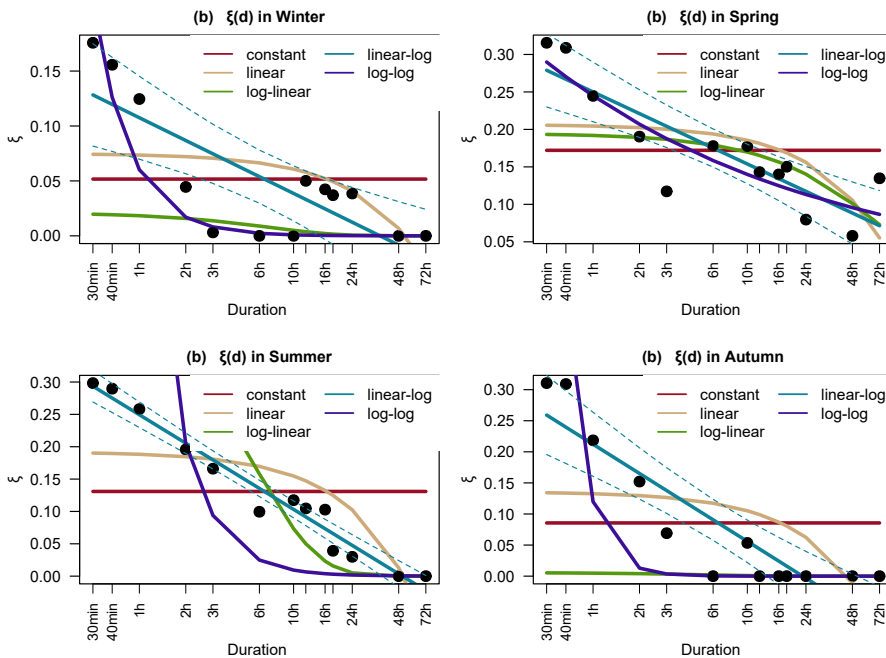 (b) ξ(d) in Winter
constant
linear
log-linear
linear-log
log-log
0.15
0.10
0.05
0.00
ξ
30min
40min
1h
2h
3h
6h
10h
16h
24h
48h
72h
Duration
(b) ξ(d) in Spring
constant
linear
log-linear
linear-log
log-log
0.30
0.25
0.20
0.15
0.10
0.05
30min
40min
1h
2h
3h
6h
10h
16h
24h
48h
72h
Duration
(b) ξ(d) in Summer
constant
linear
log-linear
linear-log
log-log
0.30
0.25
0.20
0.15
0.10
0.05
0.00
ξ
30min
40min
1h
2h
3h
6h
10h
16h
24h
48h
72h
Duration
(b) ξ(d) in Autumn
constant
linear
log-linear
linear-log
log-log
0.30
0.25
0.20
0.15
0.10
0.05
0.00
30min
40min
1h
2h
3h
6h
10h
16h
24h
48h
72h
Duration